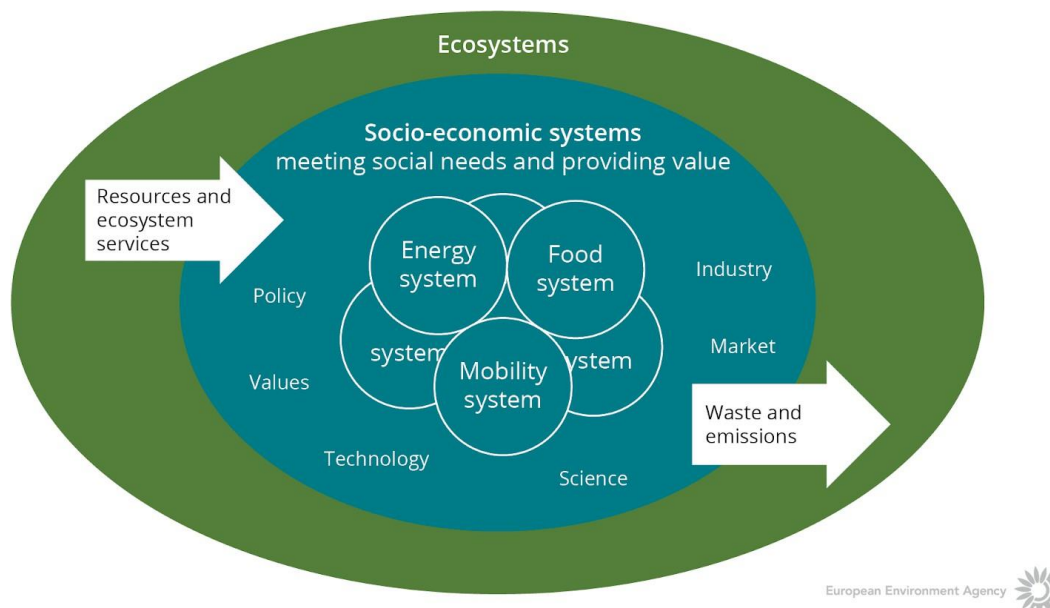 Ecosystems
Socio-economic systems
meeting social needs and providing value
Resources and
ecosystem
services
Energy
system
Food
system
Industry
Policy
Market
system
Mobility
system
Values
Waste and
emissions
Technology
Science
European Environment Agency